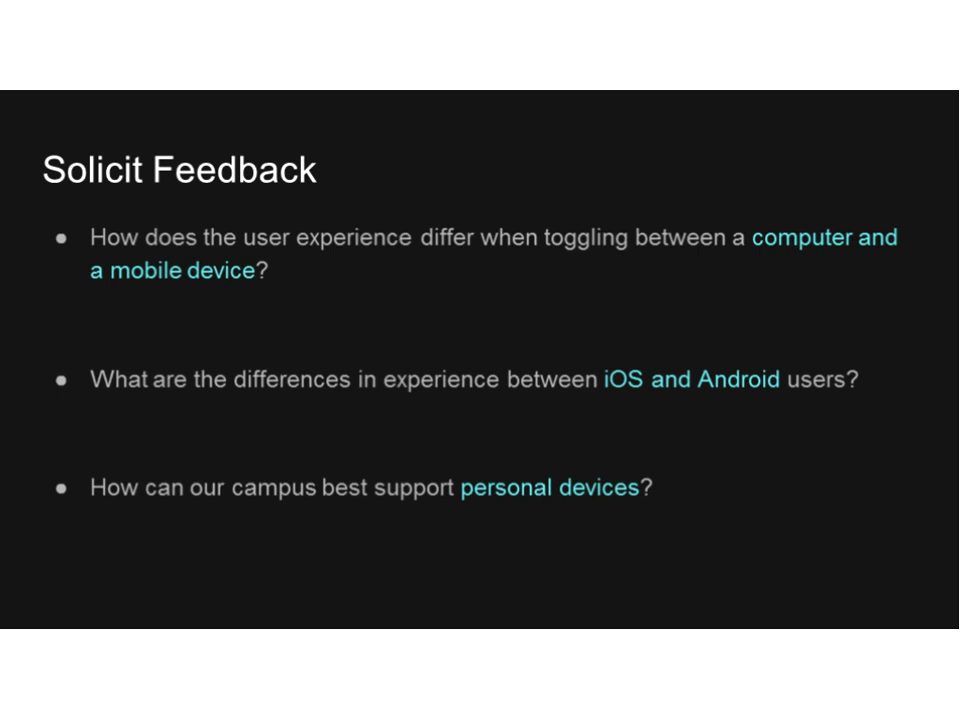 Solicit Feedback
● How does the user experience differ when toggling between a computer and
a mobile device?
● What are the differences in experience between iOS and Android users?
● How can our campus best support personal devices?